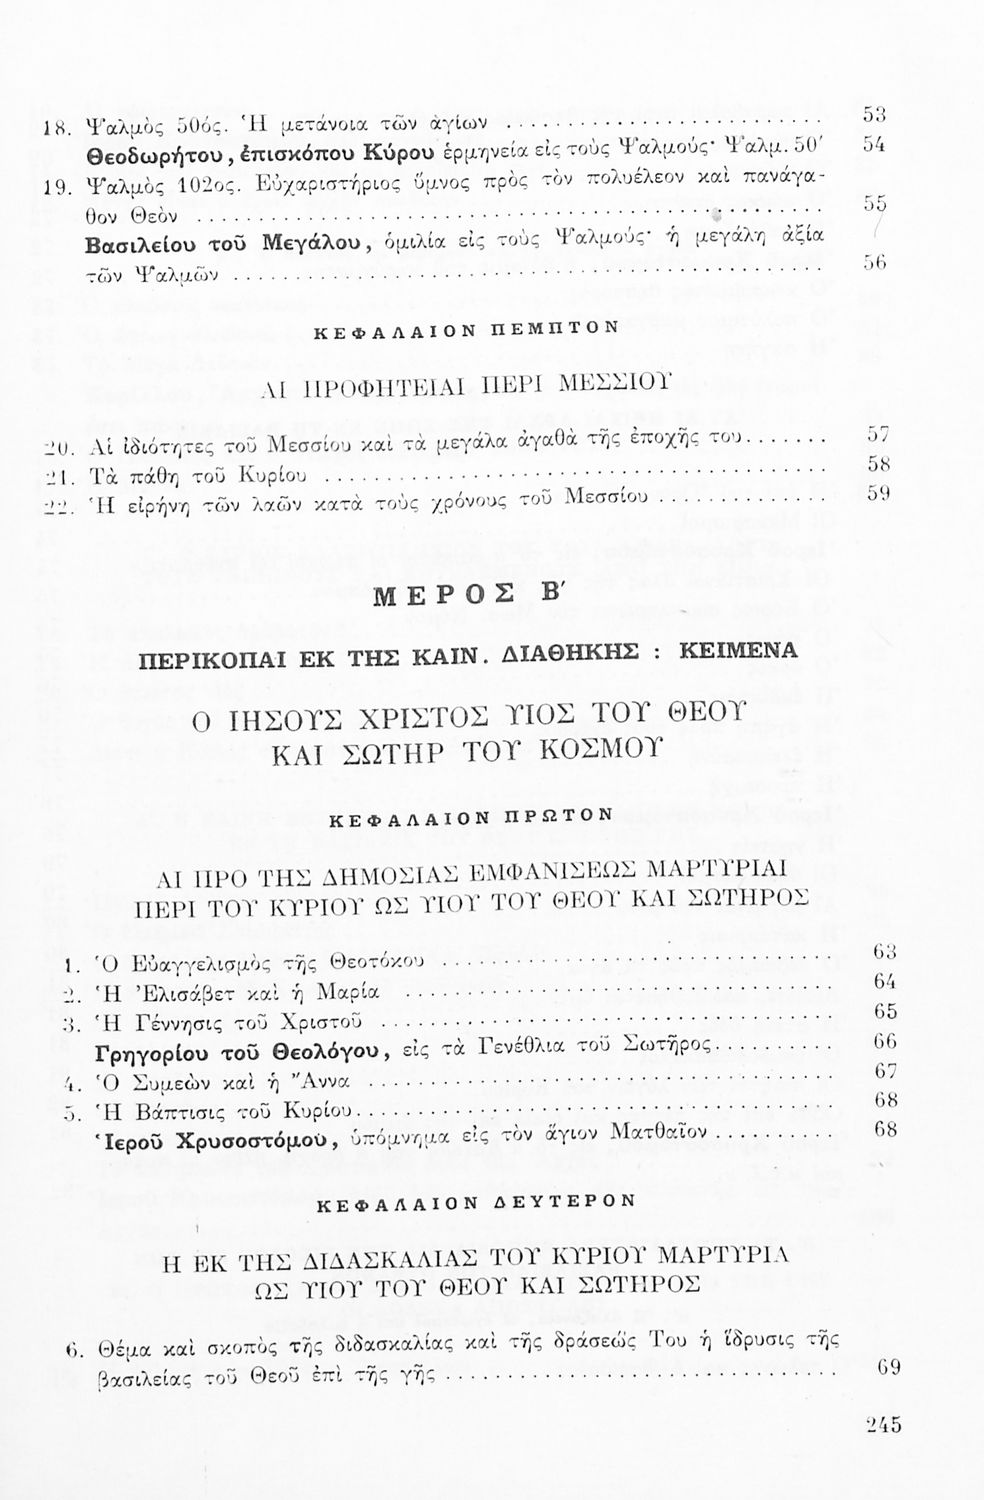 18. Ψαλμὸς 50ός. Ἡ μετάνοια τῶν ἁγίων . . . . . . . . . . . . . . . . 53
Θεοδωρήτου, ἐπισκόπου Κύρου ἑρμηνεία εἰς τοὺς Ψαλμούς· Ψαλμ. 50΄ 54
19. Ψαλμὸς 102ος. Εὐχαριστήριος ὕμνος πρὸς τὸν πολυέλεον καὶ πανάγα-
θον Θεὸν . . . . . . . . . . . . . . . . 55
Βασιλείου τοῦ Μεγάλου, ὁμιλία εἰς τοὺς Ψαλμούς· ἡ μεγάλη ἀξία
τῶν Ψαλμῶν . . . . . . . . . . . . . . . . 56
ΚΕΦΑΛΑΙΟΝ ΠΕΜΠΤΟΝ
ΑΙ ΠΡΟΦΗΤΕΙΑΙ ΠΕΡΙ ΜΕΣΣΙΟΥ
20. Αἱ ἰδιότητες τοῦ Μεσσίου καὶ τὰ μεγάλα ἀγαθὰ τῆς ἐποχῆς του . . . . . . . 57
21. Τὰ πάθη τοῦ Κυρίου . . . . . . . . . . . . . . . . 58
22. Ἡ εἰρήνη τῶν λαῶν κατὰ τοὺς χρόνους τοῦ Μεσσίου . . . . . . . . . . . . 59
ΜΕΡΟΣ Β΄
ΠΕΡΙΚΟΠΑΙ ΕΚ ΤΗΣ ΚΑΙΝ. ΔΙΑΘΗΚΗΣ : ΚΕΙΜΕΝΑ
Ο ΙΗΣΟΥΣ ΧΡΙΣΤΟΣ ΥΙΟΣ ΤΟΥ ΘΕΟΥ
ΚΑΙ ΣΩΤΗΡ ΤΟΥ ΚΟΣΜΟΥ
ΚΕΦΑΛΑΙΟΝ ΠΡΩΤΟΝ
ΑΙ ΠΡΟ ΤΗΣ ΔΗΜΟΣΙΑΣ ΕΜΦΑΝΙΣΕΩΣ ΜΑΡΤΥΡΙΑΙ
ΠΕΡΙ ΤΟΥ ΚΥΡΙΟΥ ΩΣ ΥΙΟΥ ΤΟΥ ΘΕΟΥ ΚΑΙ ΣΩΤΗΡΟΣ
1. Ὁ Εὐαγγελισμὸς τῆς Θεοτόκου . . . . . . . . . . . . . . . . 63
2. Ἡ Ἐλισάβετ καὶ ἡ Μαρία . . . . . . . . . . . . . . . . 64
3. Ἡ Γέννησις τοῦ Χριστοῦ . . . . . . . . . . . . . . . . 65
Γρηγορίου τοῦ Θεολόγου, εἰς τὰ Γενέθλια τοῦ Σωτῆρος . . . . . . . . . . 66
4. Ὁ Συμεὼν καὶ ἡ Ἄννα . . . . . . . . . . . . . . . . 67
5. Ἡ Βάπτισις τοῦ Κυρίου . . . . . . . . . . . . . . . . 68
Ἱεροῦ Χρυσοστόμου, ὑπόμνημα εἰς τὸν ἅγιον Ματθαῖον . . . . . . . . . . 68
ΚΕΦΑΛΑΙΟΝ ΔΕΥΤΕΡΟΝ
Η ΕΚ ΤΗΣ ΔΙΔΑΣΚΑΛΙΑΣ ΤΟΥ ΚΥΡΙΟΥ ΜΑΡΤΥΡΙΑ
ΩΣ ΥΙΟΥ ΤΟΥ ΘΕΟΥ ΚΑΙ ΣΩΤΗΡΟΣ
6. Θέμα καὶ σκοπὸς τῆς διδασκαλίας καὶ τῆς δράσεώς Του ἡ ἵδρυσις τῆς
βασιλείας τοῦ Θεοῦ ἐπὶ τῆς γῆς . . . . . . . . . . . . . . . . 69
245